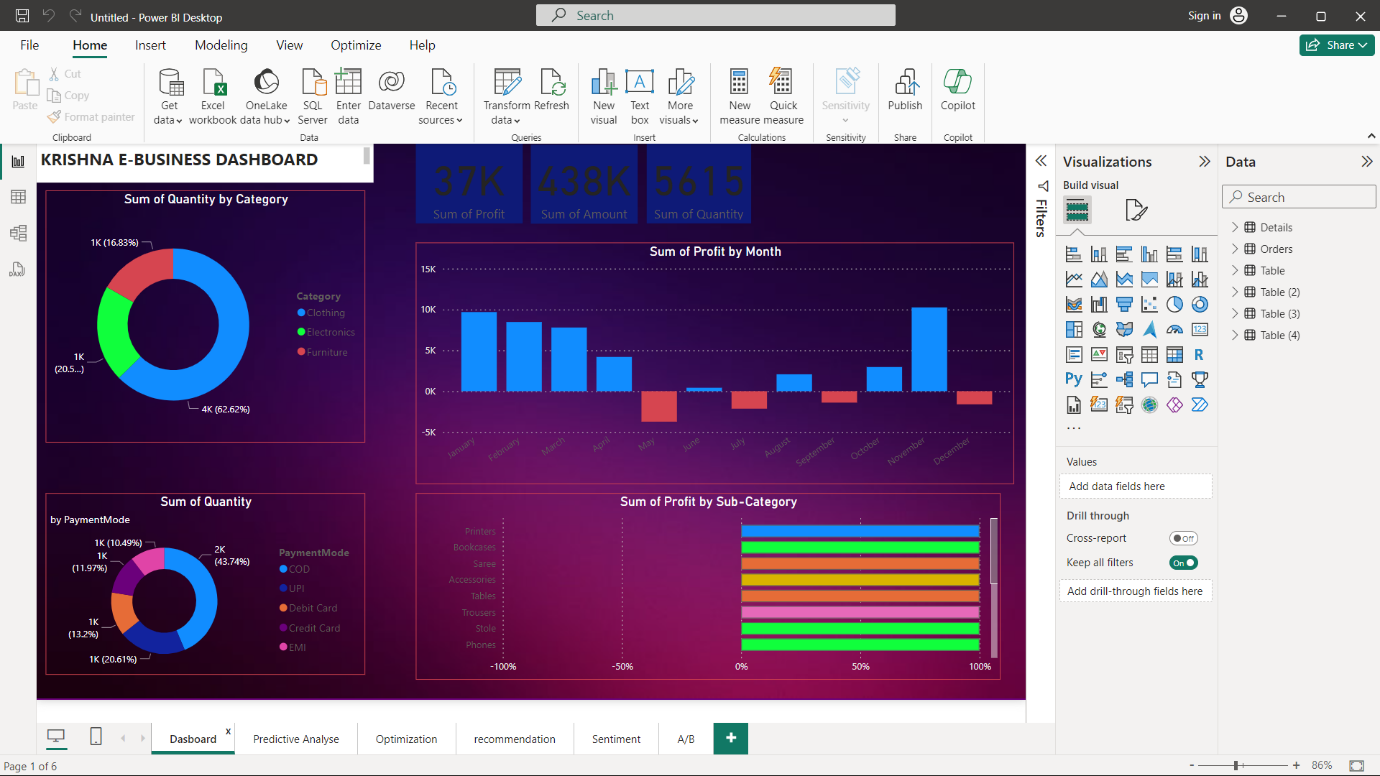 Untitled - Power BI Desktop
Search
Sign in
File Home Insert Modeling View Optimize Help
Share
Paste
Cut
Copy
Format painter
Clipboard
Get data
Excel workbook
OneLake data hub
SQL Server
Enter data
Dataverse
Recent sources
Data
Transform data
Refresh
Queries
New visual
Text box
More visuals
Insert
New measure
Quick measure
Calculations
Sensitivity
Sensitivity
Publish
Share
Copilot
Copilot
KRISHNA E-BUSINESS DASHBOARD
37K
Sum of Profit
438K
Sum of Amount
5615
Sum of Quantity
Sum of Quantity by Category
1K (16.83%)
1K
(20.5...)
4K (62.62%)
Category
Clothing
Electronics
Furniture
Sum of Profit by Month
15K
10K
5K
0K
-5K
January February March April May June July August September October November December
Sum of Quantity
by PaymentMode
1K (10.49%)
1K
(11.97%)
1K
(13.2%)
1K (20.61%)
2K
(43.74%)
PaymentMode
COD
UPI
Debit Card
Credit Card
EMI
Sum of Profit by Sub-Category
Printers
Bookcases
Saree
Accessories
Tables
Trousers
Stole
Phones
-100% -50% 0% 50% 100%
Filters
Visualizations
Build visual
123
R
Py
123
...
Values
Add data fields here
Drill through
Cross-report
Off
Keep all filters
On
Add drill-through fields here
Data
Search
Details
Orders
Table
Table (2)
Table (3)
Table (4)
DAX
Dasboard x
Predictive Analyse
Optimization
recommendation
Sentiment
A/B
+
Page 1 of 6
- + 86%